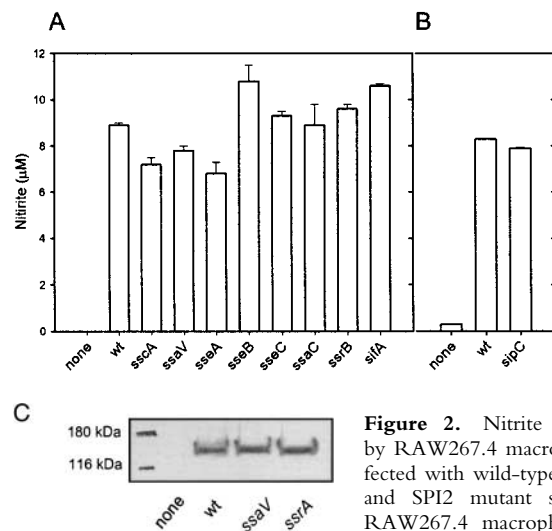 A
B
12
10
8
6
4
2
0
Nitirite (μM)
none wt sscA ssaV sseA sseB sseC ssaC ssrB sifA
none wt sipC
C
180 kDa
116 kDa
none wt ssaV ssrA
Figure 2. Nitrite
by RAW267.4 macro
fected with wild-type
and SPI2 mutant s
RAW267.4 macroph